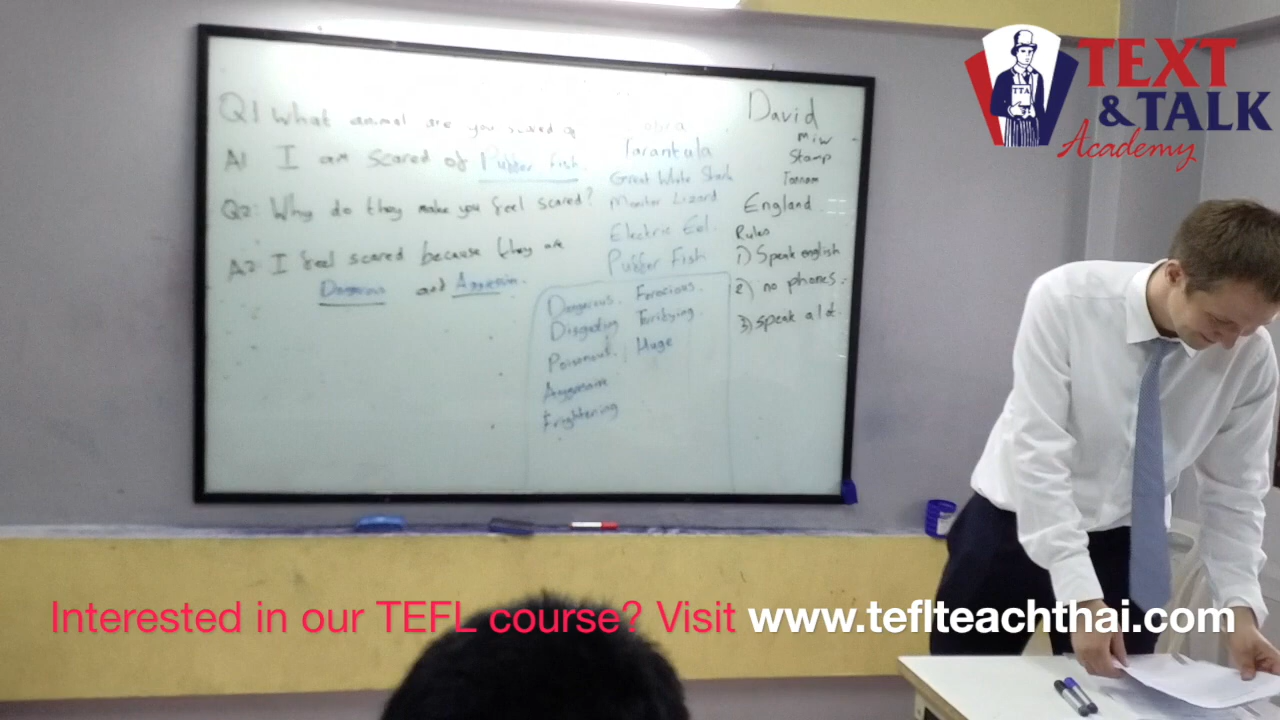 Q1 What animal are you scared of
A1 I am scared of Puffer Fish
Q2: Why do they make you feel scared?
A2 I feel scared because they are
Dangerous and Aggressive.
Cobra
Tarantula
Great White Shark
Monitor Lizard
Electric Eel.
Puffer Fish
Dangerous. Ferocious.
Disgusting Terrifying.
Poisonous. Huge
Aggressive
Frightening
David
Miw
Stamp
England
Rules
1) Speak english
2) no phones.
3) Speak a lot.
TEXT
& TALK
Academy
TTA
Interested in our TEFL course? Visit www.teflteachthai.com